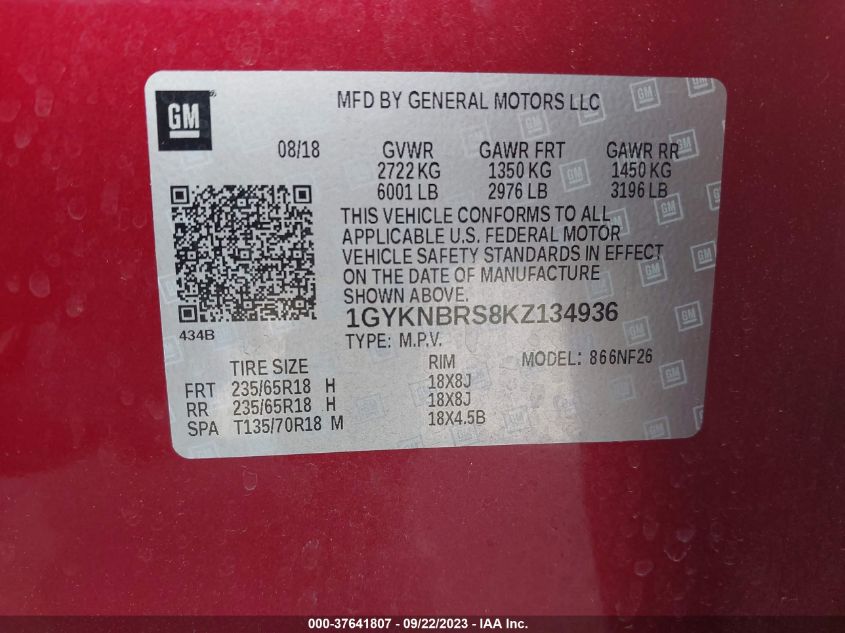 GM
MFD BY GENERAL MOTORS LLC
08/18 GVWR GAWR FRT GAWR RR
2722 KG 1350 KG 1450 KG
6001 LB 2976 LB 3196 LB
THIS VEHICLE CONFORMS TO ALL
APPLICABLE U.S. FEDERAL MOTOR
VEHICLE SAFETY STANDARDS IN EFFECT
ON THE DATE OF MANUFACTURE
SHOWN ABOVE.
1GYKNBRS8KZ134936
434B
TYPE: M.P.V. MODEL: 866NF26
TIRE SIZE RIM
FRT 235/65R18 H 18X8J
RR 235/65R18 H 18X8J
SPA T135/70R18 M 18X4.5B
000-37641807 - 09/22/2023 - © IAA, Inc.